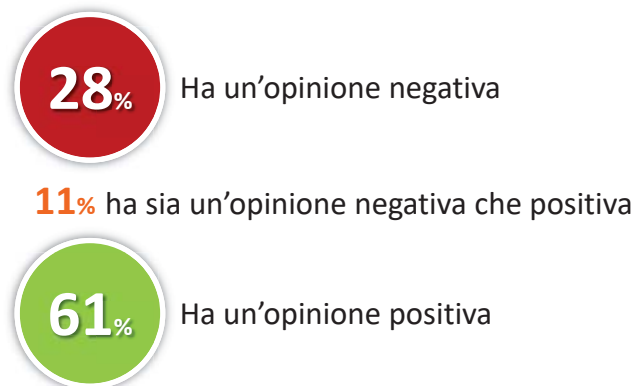 28% Ha un’opinione negativa
11% ha sia un’opinione negativa che positiva
61% Ha un’opinione positiva